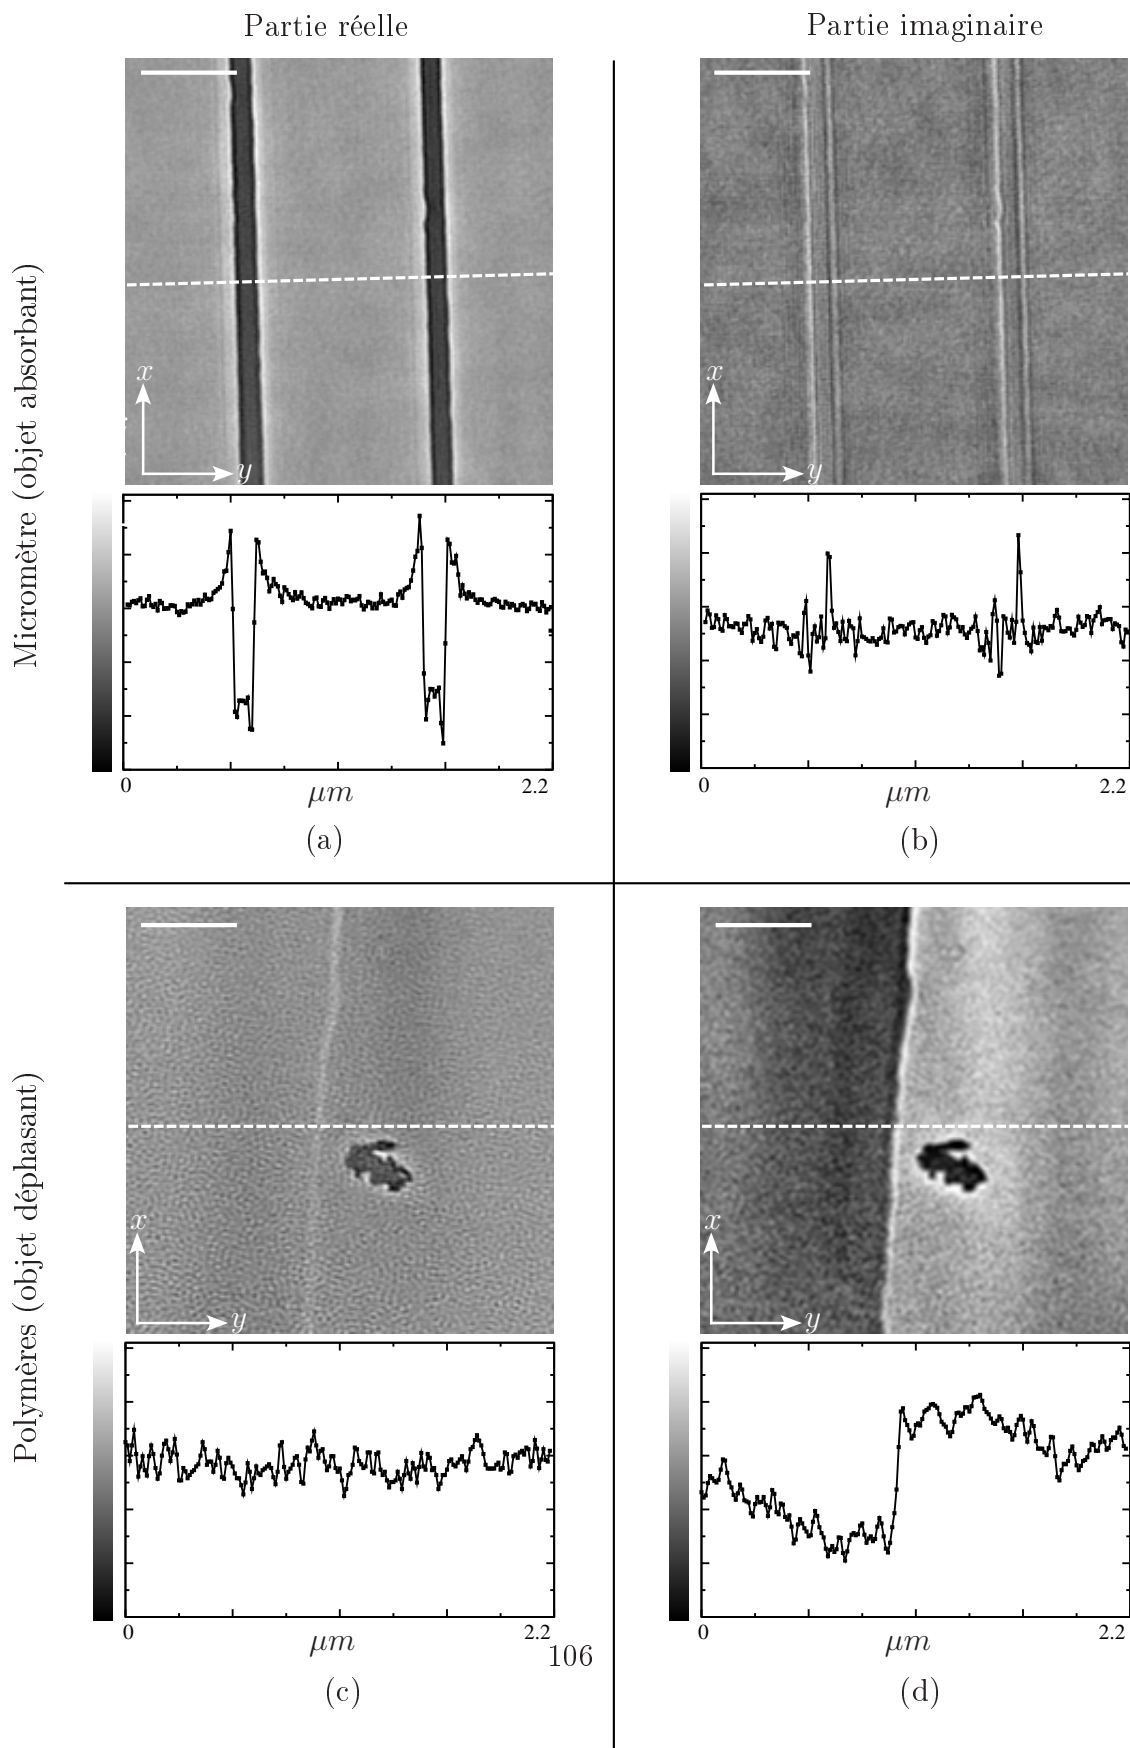 Partie réelle
Partie imaginaire
Micromètre (objet absorbant)
x
y
x
y
0
μm
2.2
0
μm
2.2
(a)
(b)
Polymères (objet déphasant)
x
y
x
y
0
μm
2.2
0
μm
2.2
106
(c)
(d)